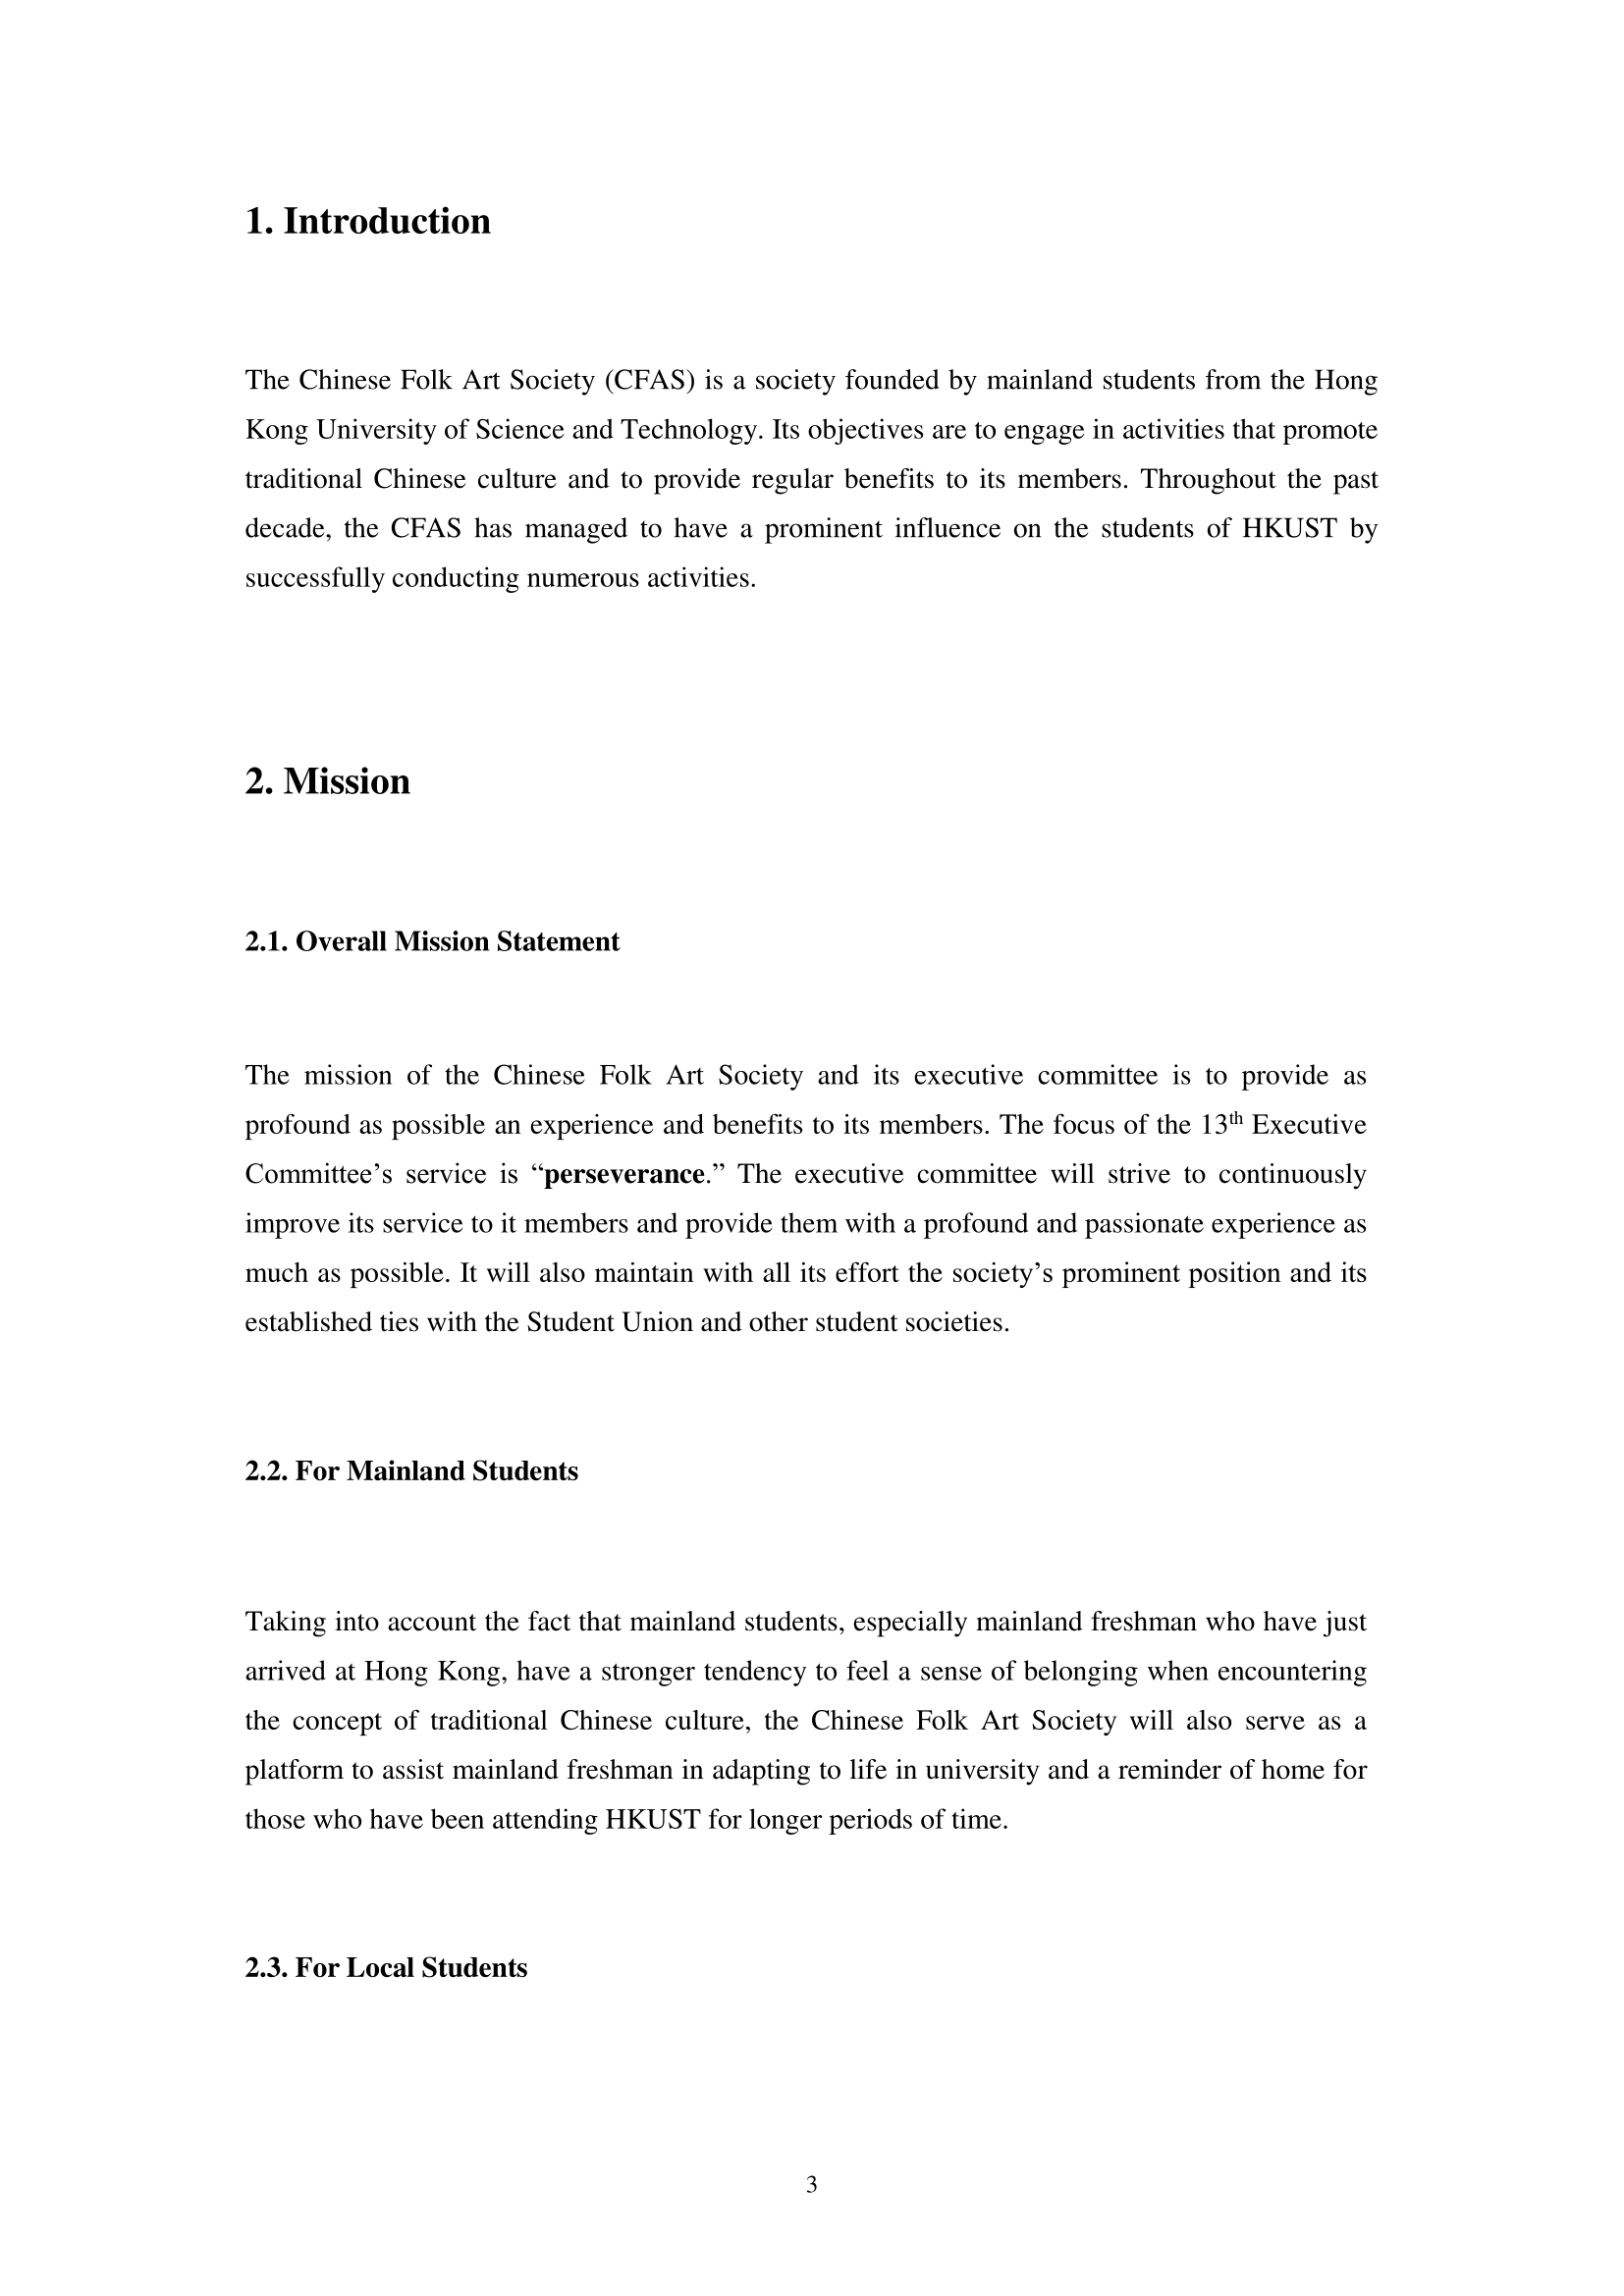 1. Introduction
The Chinese Folk Art Society (CFAS) is a society founded by mainland students from the Hong
Kong University of Science and Technology. Its objectives are to engage in activities that promote
traditional Chinese culture and to provide regular benefits to its members. Throughout the past
decade, the CFAS has managed to have a prominent influence on the students of HKUST by
successfully conducting numerous activities.
2. Mission
2.1. Overall Mission Statement
The mission of the Chinese Folk Art Society and its executive committee is to provide as
profound as possible an experience and benefits to its members. The focus of the 13th Executive
Committee’s service is “perseverance.” The executive committee will strive to continuously
improve its service to it members and provide them with a profound and passionate experience as
much as possible. It will also maintain with all its effort the society’s prominent position and its
established ties with the Student Union and other student societies.
2.2. For Mainland Students
Taking into account the fact that mainland students, especially mainland freshman who have just
arrived at Hong Kong, have a stronger tendency to feel a sense of belonging when encountering
the concept of traditional Chinese culture, the Chinese Folk Art Society will also serve as a
platform to assist mainland freshman in adapting to life in university and a reminder of home for
those who have been attending HKUST for longer periods of time.
2.3. For Local Students
3